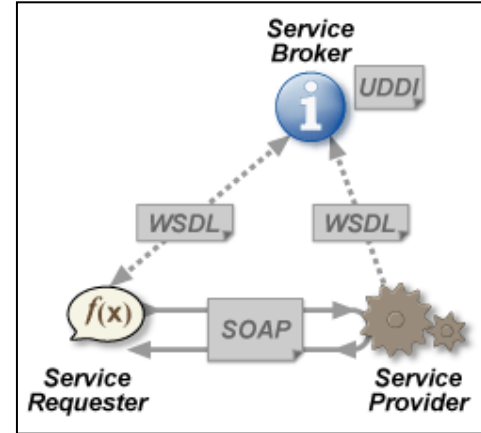 Service
Broker
UDDI
i
WSDL
WSDL
f(x)
SOAP
Service
Requester
Service
Provider